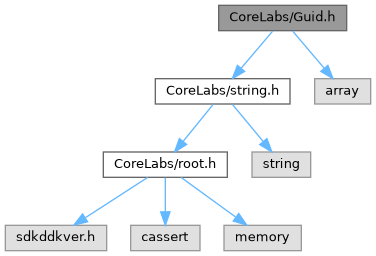 CoreLabs/Guid.h
CoreLabs/string.h
array
CoreLabs/root.h
string
sdkddkver.h
cassert
memory